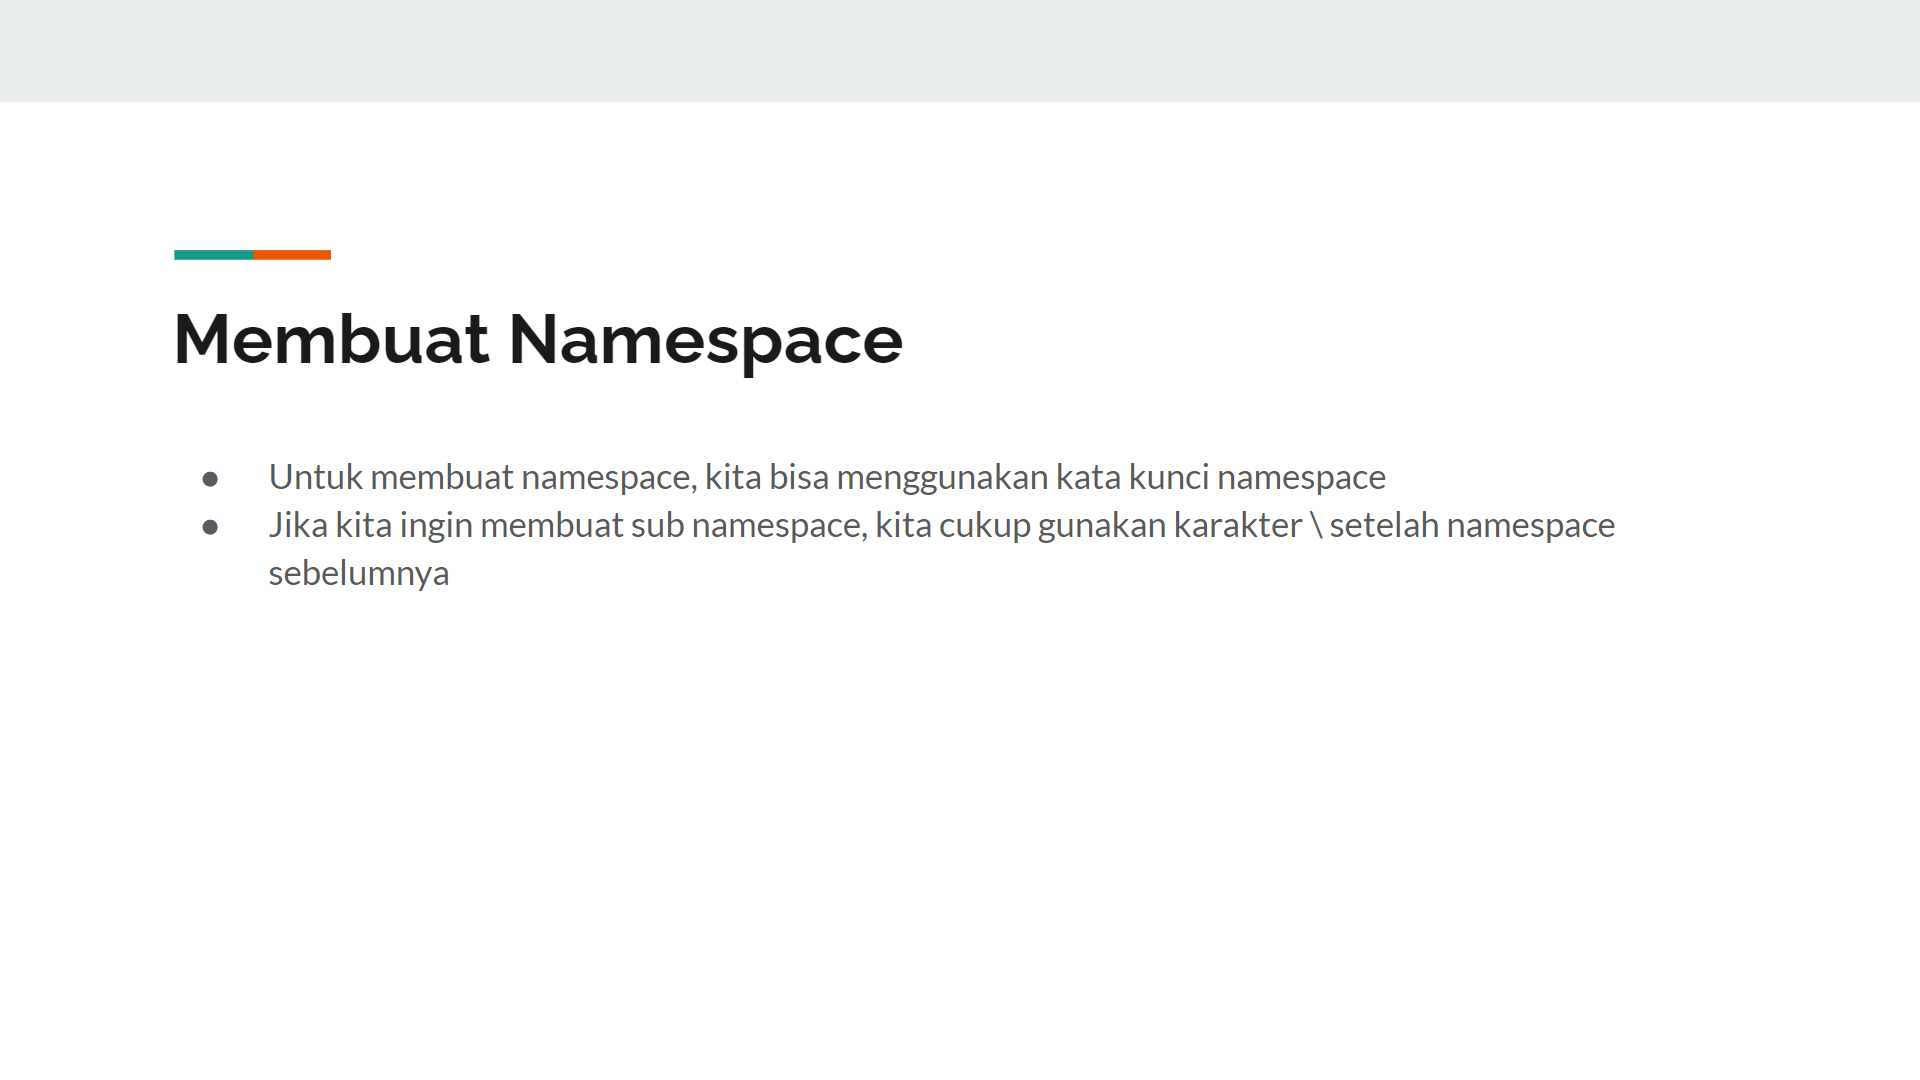 Membuat Namespace
● Untuk membuat namespace, kita bisa menggunakan kata kunci namespace
● Jika kita ingin membuat sub namespace, kita cukup gunakan karakter \ setelah namespace
sebelumnya